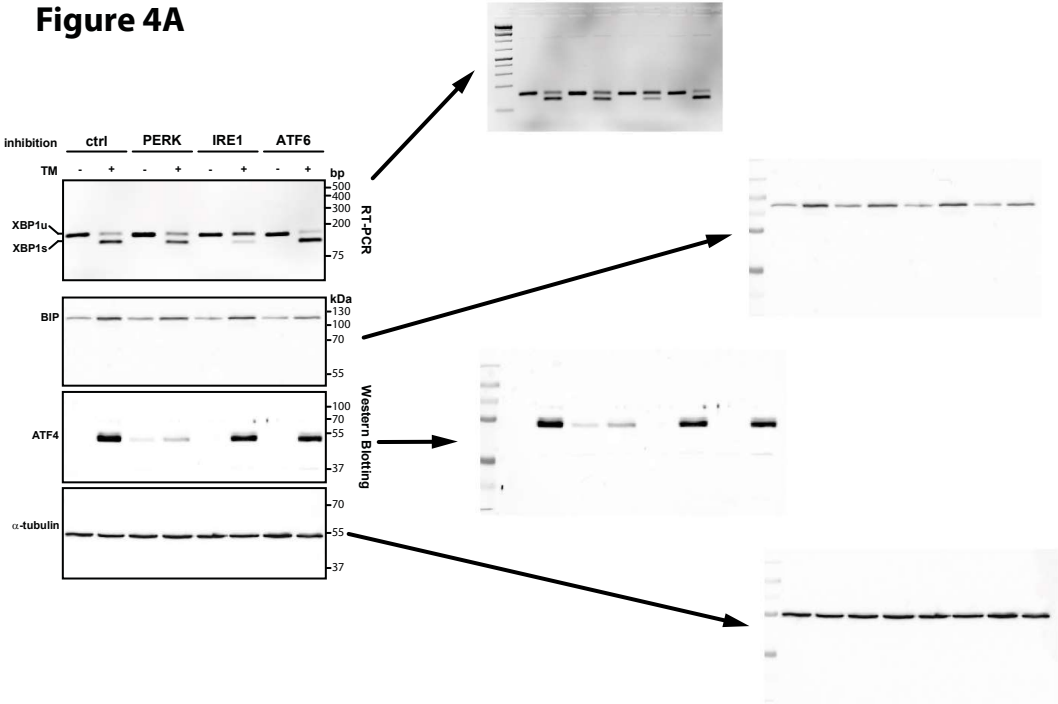 Figure 4A
inhibition ctrl PERK IRE1 ATF6
TM - + - + - + - + bp
XBP1u
XBP1s
500
400
300
200
75
RT-PCR
kDa
BIP
130
100
70
55
ATF4
100
70
55
37
Western Blotting
α-tubulin
70
55
37